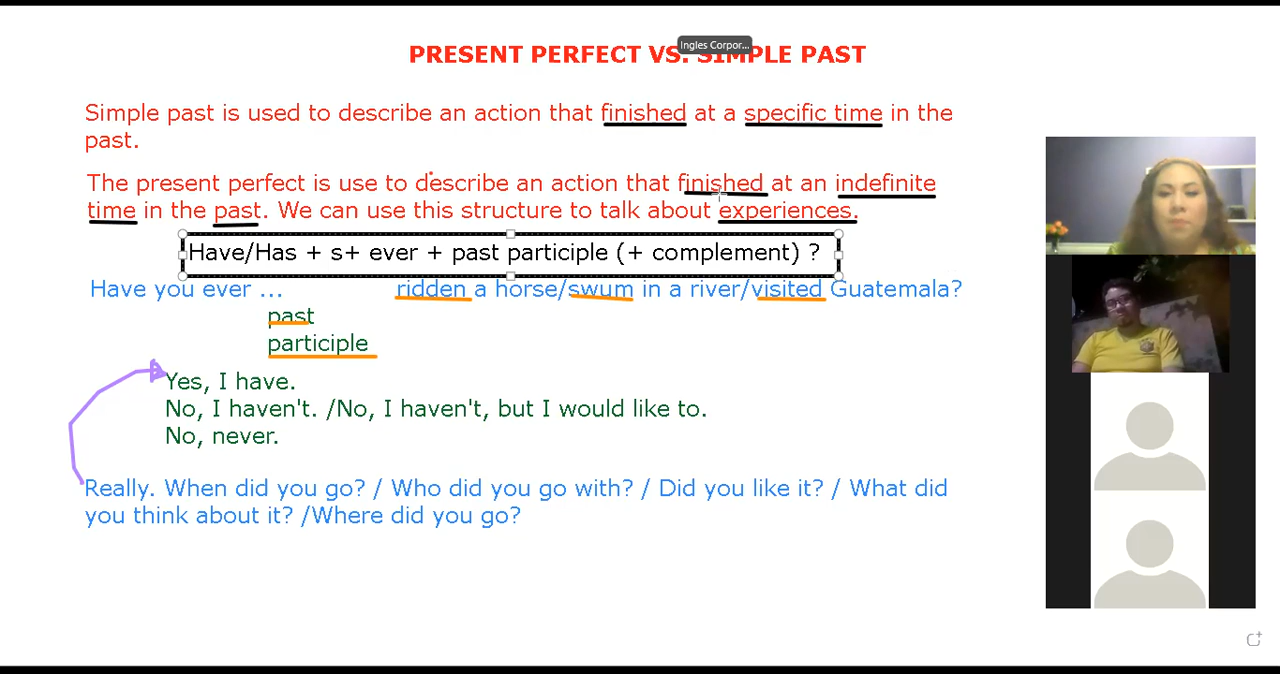 Ingles Corpor...
PRESENT PERFECT VS. SIMPLE PAST
Simple past is used to describe an action that finished at a specific time in the
past.
The present perfect is use to describe an action that finished at an indefinite
time in the past. We can use this structure to talk about experiences.
Have/Has + s+ ever + past participle (+ complement) ?
Have you ever ... ridden a horse/swum in a river/visited Guatemala?
past
participle
Yes, I have.
No, I haven't. /No, I haven't, but I would like to.
No, never.
Really. When did you go? / Who did you go with? / Did you like it? / What did
you think about it? /Where did you go?